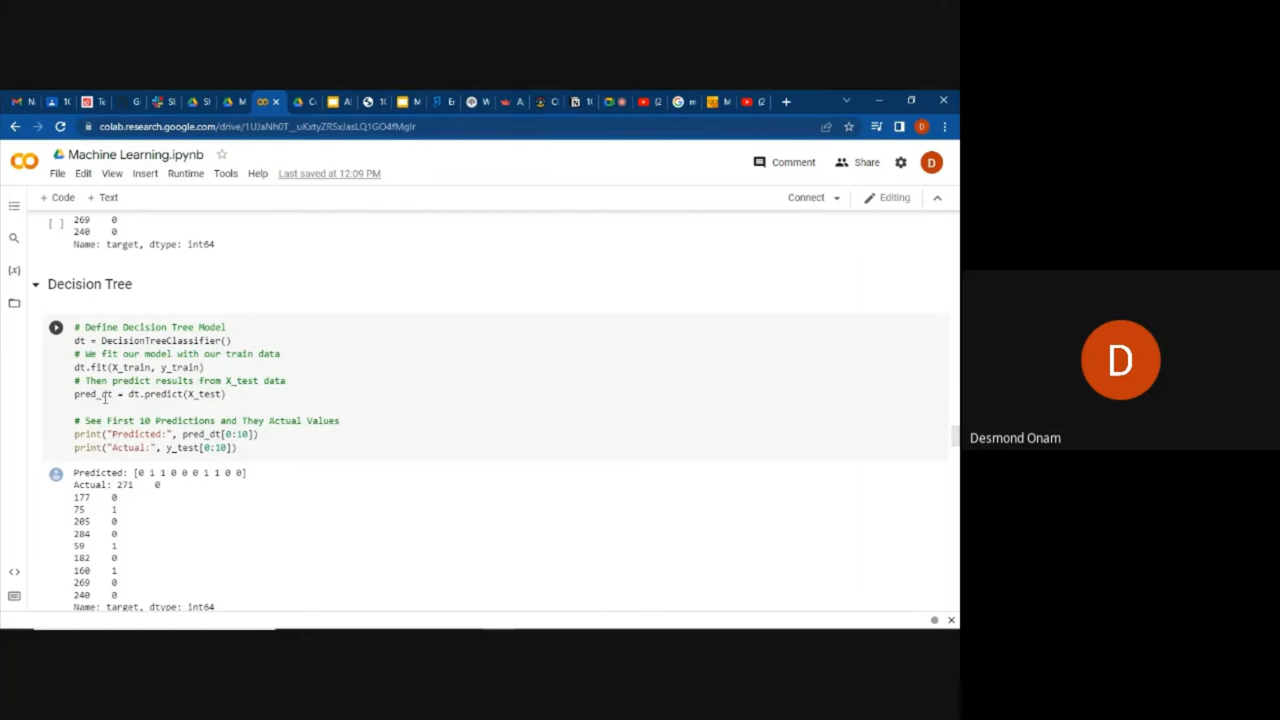 colab.research.google.com/drive/
Machine Learning.ipynb
Comment
Share
D
File Edit View Insert Runtime Tools Help Last saved at 12:09 PM
+ Code + Text
Connect
Editing
[ ]
269 0
240 0
Name: target, dtype: int64
Decision Tree
# Define Decision Tree Model
dt = DecisionTreeClassifier()
# We fit our model with our train data
dt.fit(X_train, y_train)
# Then predict results from X_test data
pred_dt = dt.predict(X_test)
# See First 10 Predictions and They Actual Values
print("Predicted:", pred_dt[0:10])
print("Actual:", y_test[0:10])
Predicted: [0 1 1 0 0 0 1 1 0 0]
Actual: 271 0
177 0
75 1
205 0
284 0
59 1
182 0
160 1
269 0
240 0
Name: target, dtype: int64
D
Desmond Onam